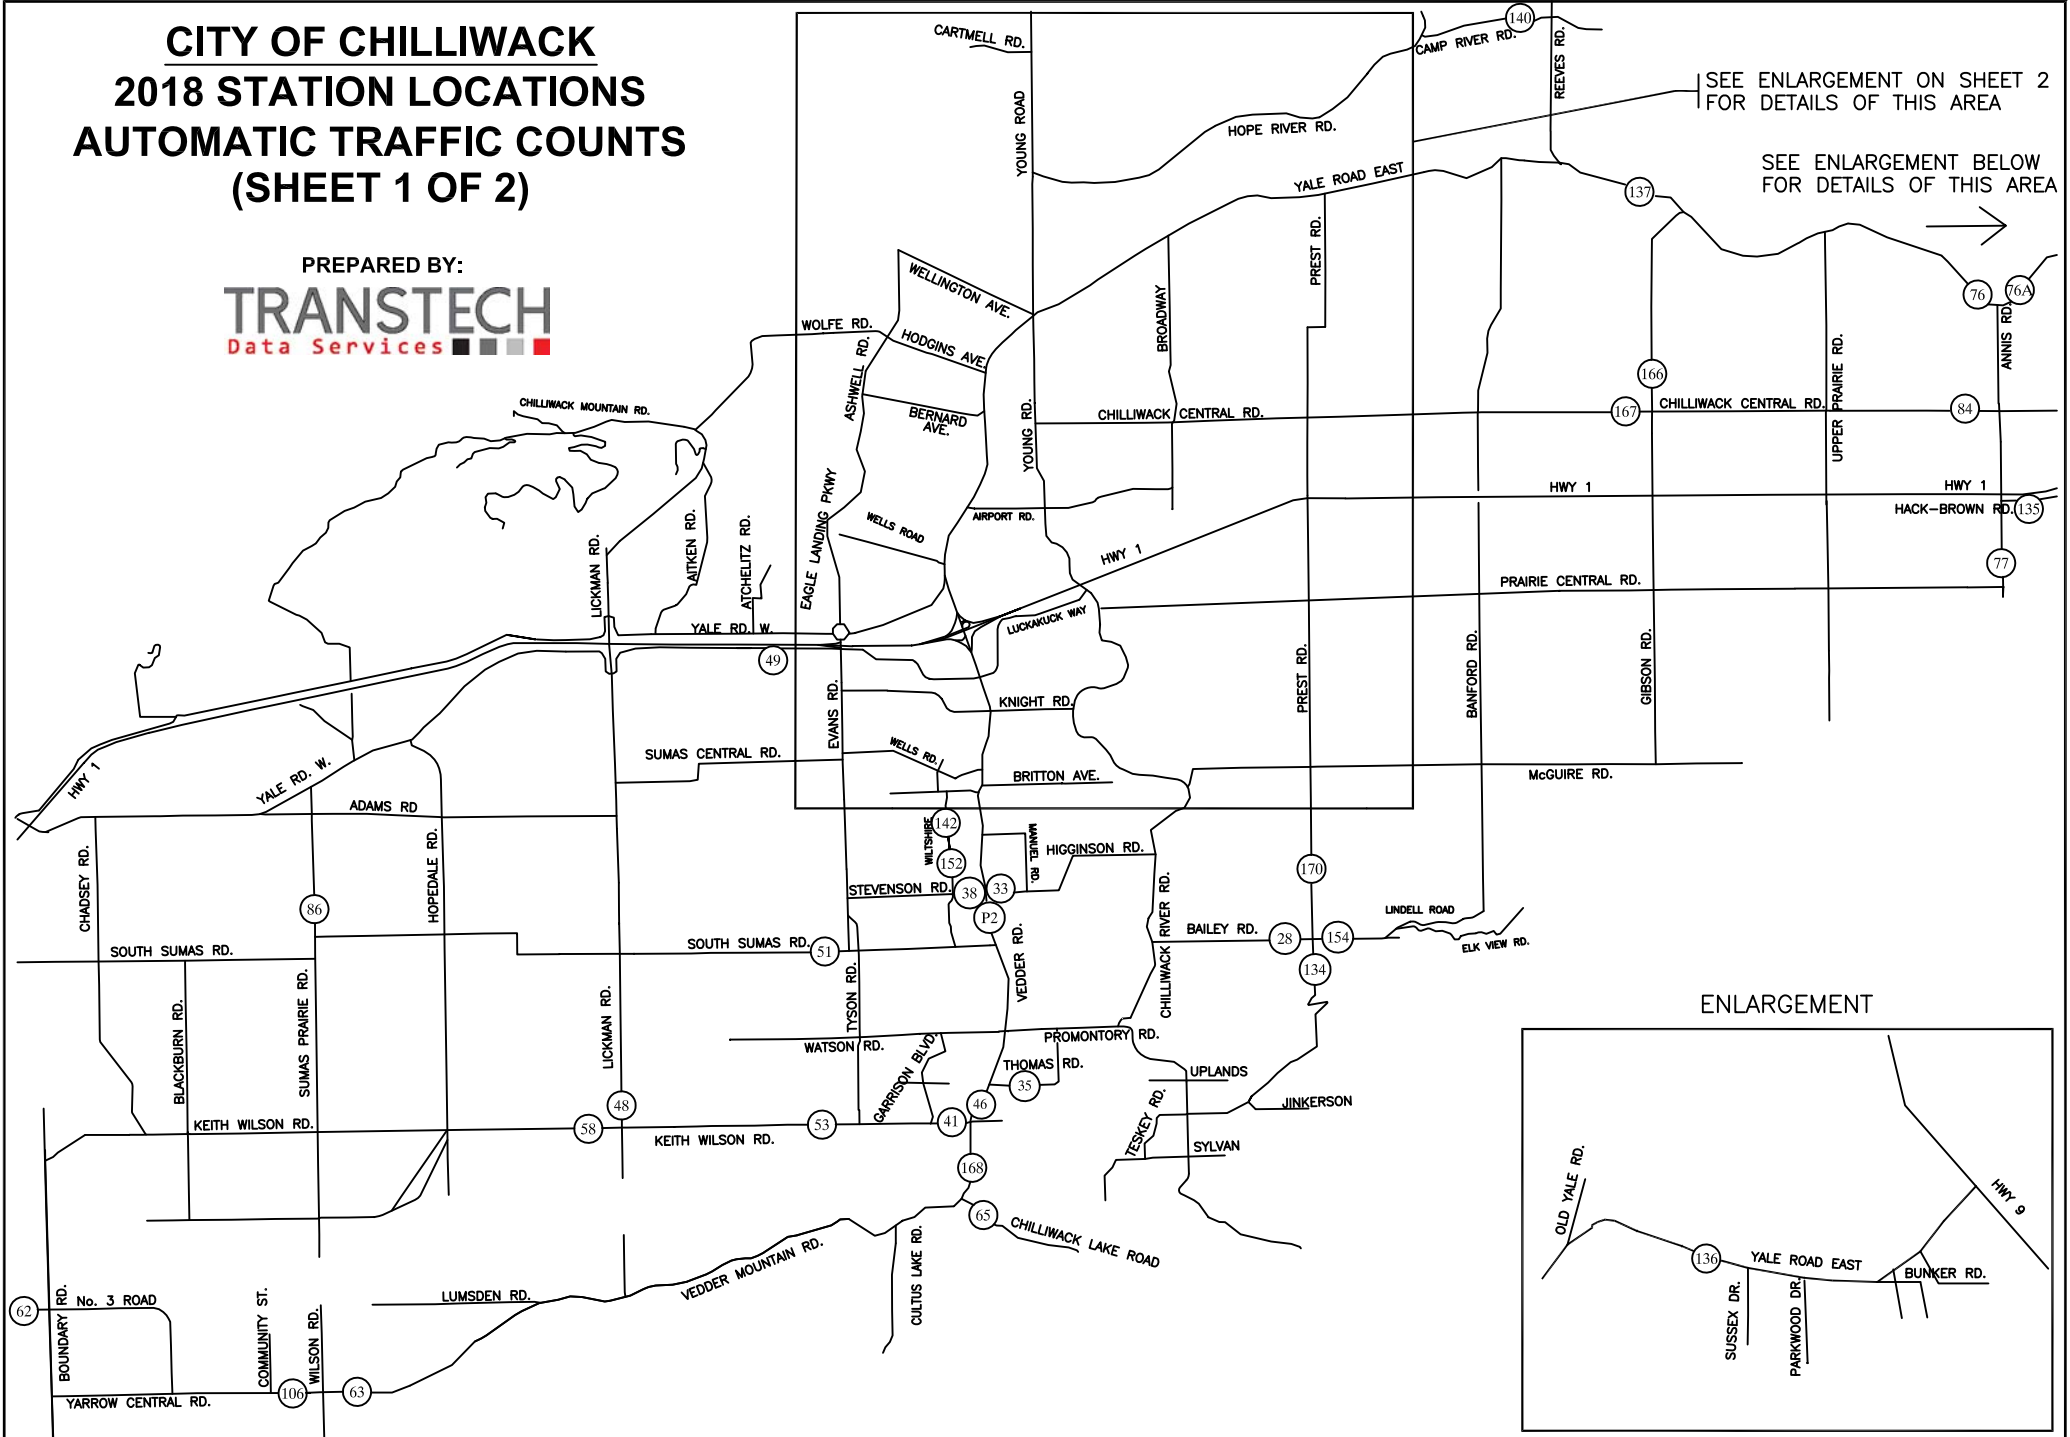 CITY OF CHILLIWACK
2018 STATION LOCATIONS
AUTOMATIC TRAFFIC COUNTS
(SHEET 1 OF 2)
PREPARED BY:
TRANSTECH
Data Services
CARTMELL RD.
YOUNG ROAD
CAMP RIVER RD.
140
REEVES RD.
HOPE RIVER RD.
SEE ENLARGEMENT ON SHEET 2
FOR DETAILS OF THIS AREA
SEE ENLARGEMENT BELOW
FOR DETAILS OF THIS AREA
YALE ROAD EAST
137
PREST RD.
WELLINGTON AVE.
BROADWAY
76
76A
ANNIS RD.
WOLFE RD.
HODGINS AVE.
ASHWELL RD.
BERNARD
AVE.
YOUNG RD.
CHILLIWACK CENTRAL RD.
166
167
CHILLIWACK CENTRAL RD.
UPPER PRAIRIE RD.
84
CHILLIWACK MOUNTAIN RD.
EAGLE LANDING PKWY
WELLS ROAD
AIRPORT RD.
HWY 1
HWY 1
HWY 1
HACK-BROWN RD.
135
77
LICKMAN RD.
AITKEN RD.
ATCHELITZ RD.
PRAIRIE CENTRAL RD.
LUCKAKUCK WAY
YALE RD. W.
49
EVANS RD.
KNIGHT RD.
PREST RD.
BANFORD RD.
GIBSON RD.
SUMAS CENTRAL RD.
WELLS RD.
BRITTON AVE.
McGUIRE RD.
HWY 1
YALE RD. W.
ADAMS RD
CHADSEY RD.
HOPEDALE RD.
86
WILTSHIRE
142
152
MANUEL RD.
HIGGINSON RD.
STEVENSON RD.
38
33
P2
170
CHILLIWACK RIVER RD.
BAILEY RD.
28
154
134
LINDELL ROAD
ELK VIEW RD.
SOUTH SUMAS RD.
SOUTH SUMAS RD.
51
VEDDER RD.
TYSON RD.
BLACKBURN RD.
SUMAS PRAIRIE RD.
LICKMAN RD.
WATSON RD.
GARRISON BLVD.
PROMONTORY RD.
THOMAS RD.
35
46
UPLANDS
TESKEY RD.
JINKERSON
SYLVAN
KEITH WILSON RD.
58
48
KEITH WILSON RD.
53
41
168
65
CHILLIWACK LAKE ROAD
VEDDER MOUNTAIN RD.
CULTUS LAKE RD.
LUMSDEN RD.
62
BOUNDARY RD.
No. 3 ROAD
COMMUNITY ST.
WILSON RD.
106
63
YARROW CENTRAL RD.
ENLARGEMENT
OLD YALE RD.
HWY 9
136
YALE ROAD EAST
BUNKER RD.
SUSSEX DR.
PARKWOOD DR.